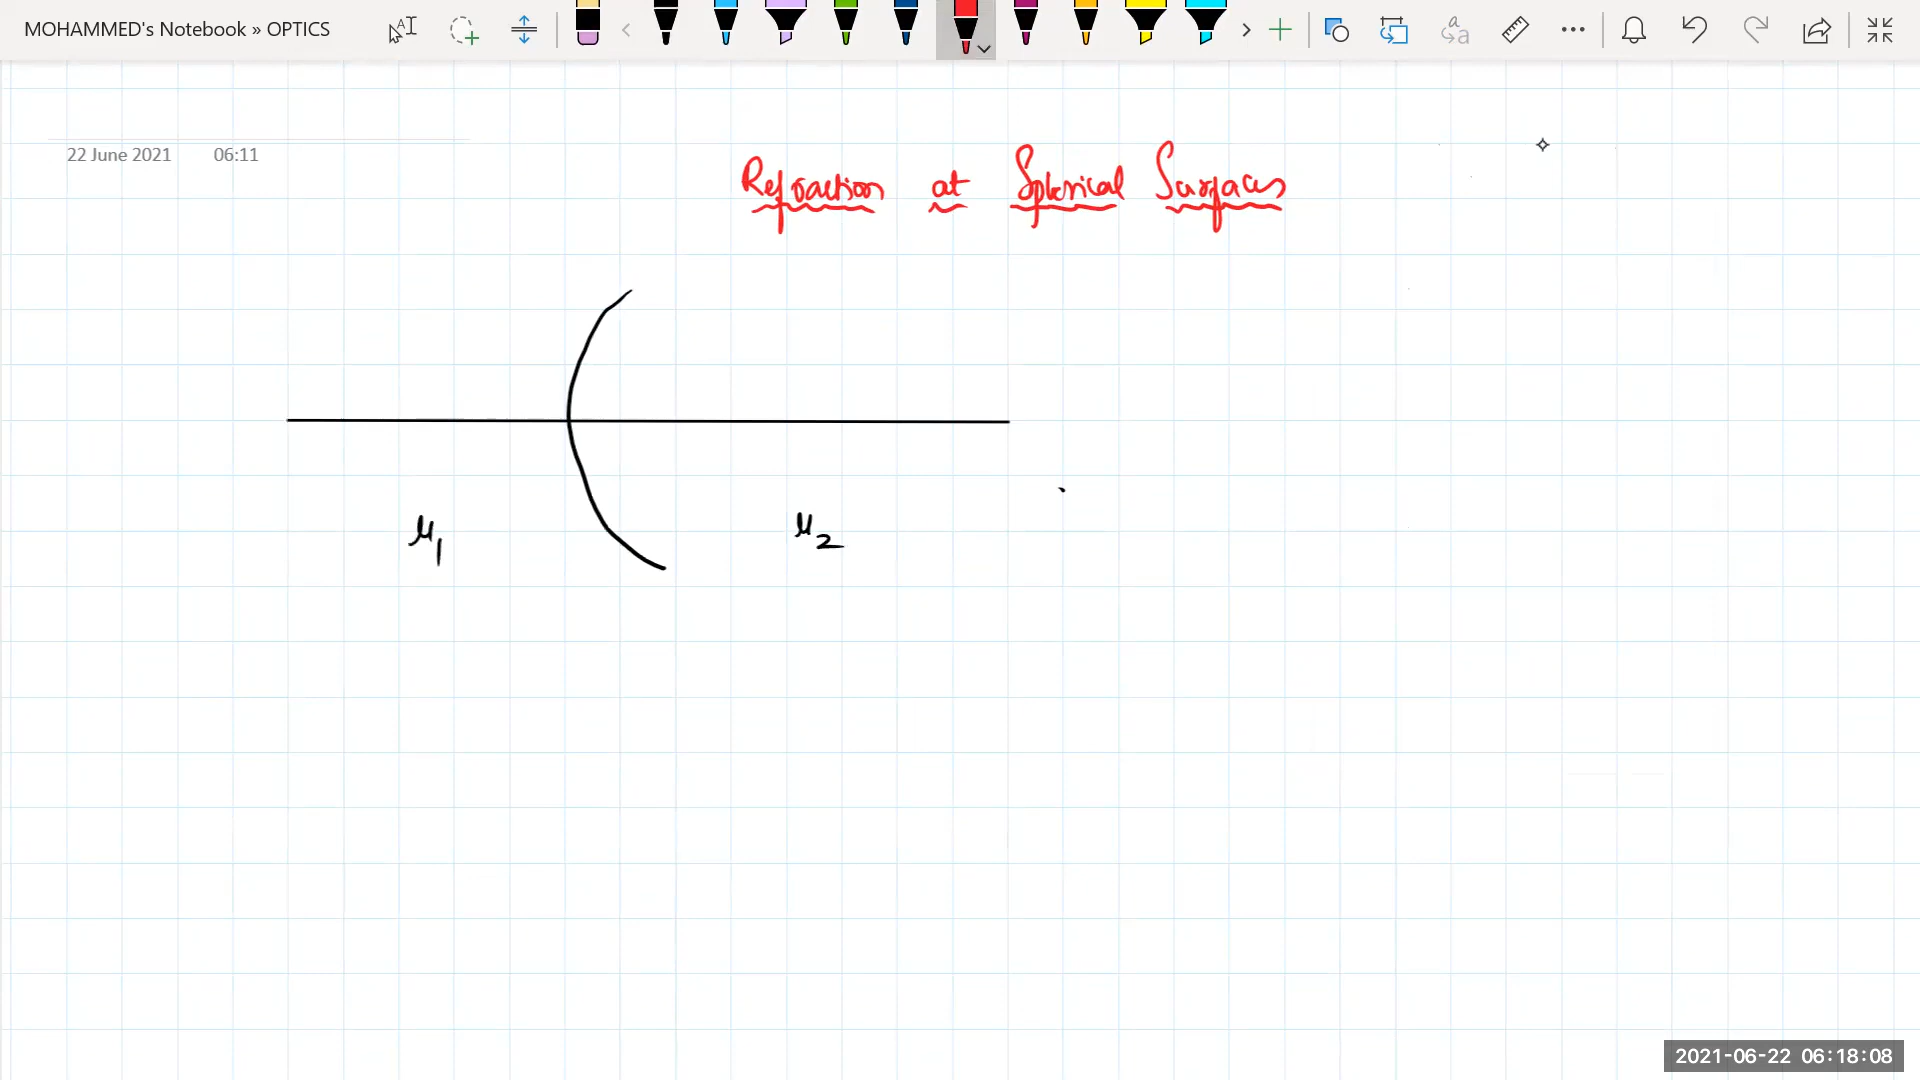 MOHAMMED's Notebook » OPTICS
22 June 2021 06:11
Refraction at Spherical Surfaces
μ1 μ2
2021-06-22 06:18:08